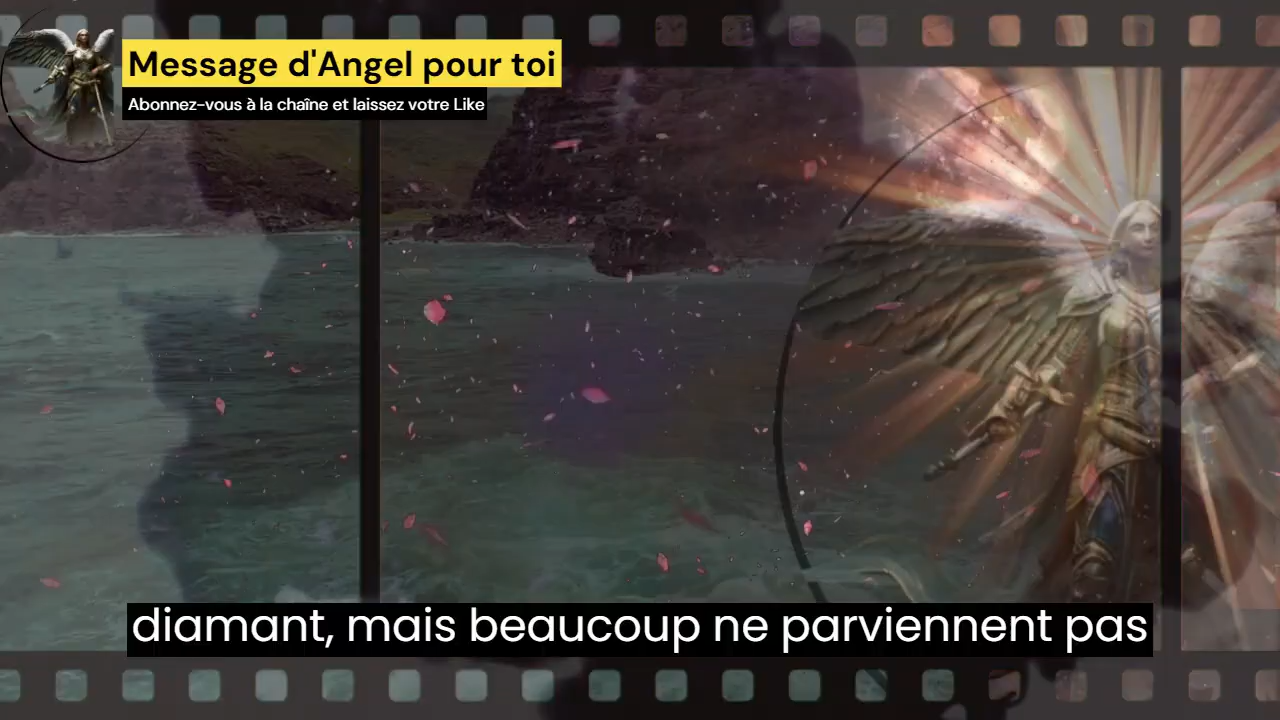 Message d'Angel pour toi
Abonnez-vous à la chaîne et laissez votre Like
diamant, mais beaucoup ne parviennent pas